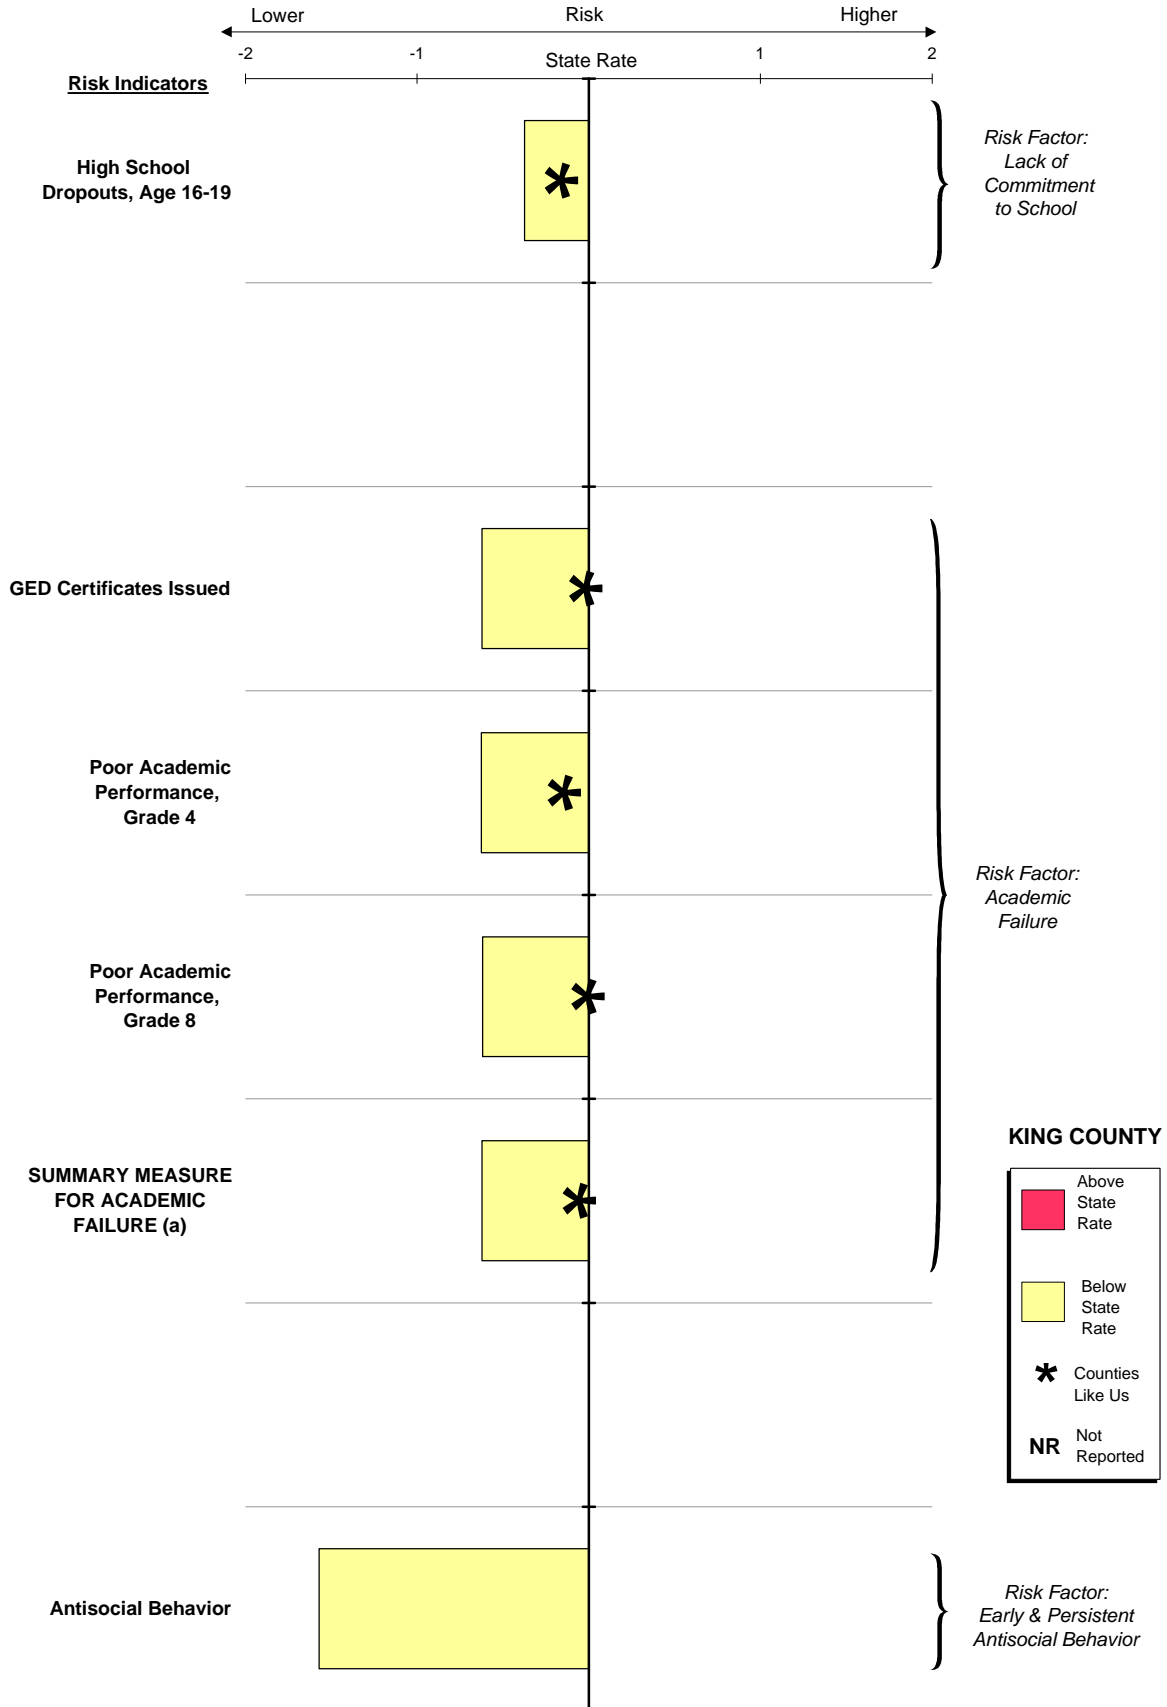 Lower Risk Higher
-2 -1 State Rate 1 2
Risk Indicators
High School
Dropouts, Age 16-19
Risk Factor:
Lack of
Commitment
to School
GED Certificates Issued
Poor Academic
Performance,
Grade 4
Risk Factor:
Academic
Failure
Poor Academic
Performance,
Grade 8
SUMMARY MEASURE
FOR ACADEMIC
FAILURE (a)
KING COUNTY
Above
State
Rate
Below
State
Rate
* Counties
Like Us
NR Not
Reported
Antisocial Behavior
Risk Factor:
Early & Persistent
Antisocial Behavior